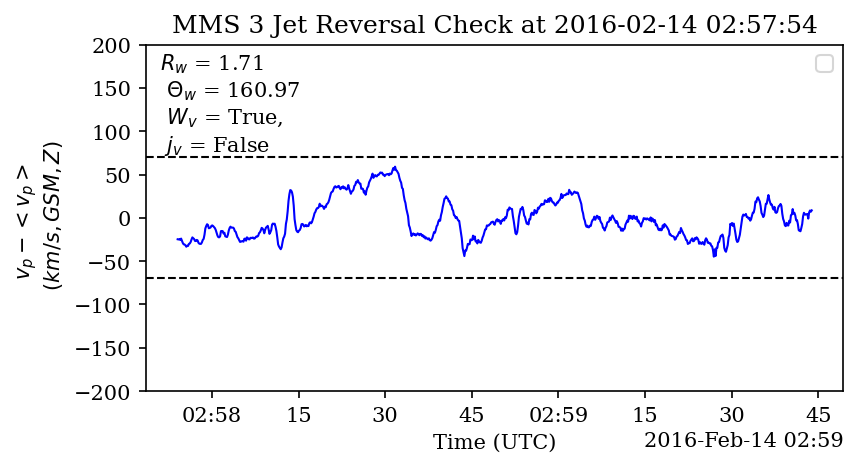 MMS 3 Jet Reversal Check at 2016-02-14 02:57:54
200
150
100
50
0
−50
−100
−150
−200
v_p − < v_p >
(km/s, GSM, Z)
R_w = 1.71
Θ_w = 160.97
W_v = True,
j_v = False
02:58 15 30 45 02:59 15 30 45
Time (UTC)
2016-Feb-14 02:59